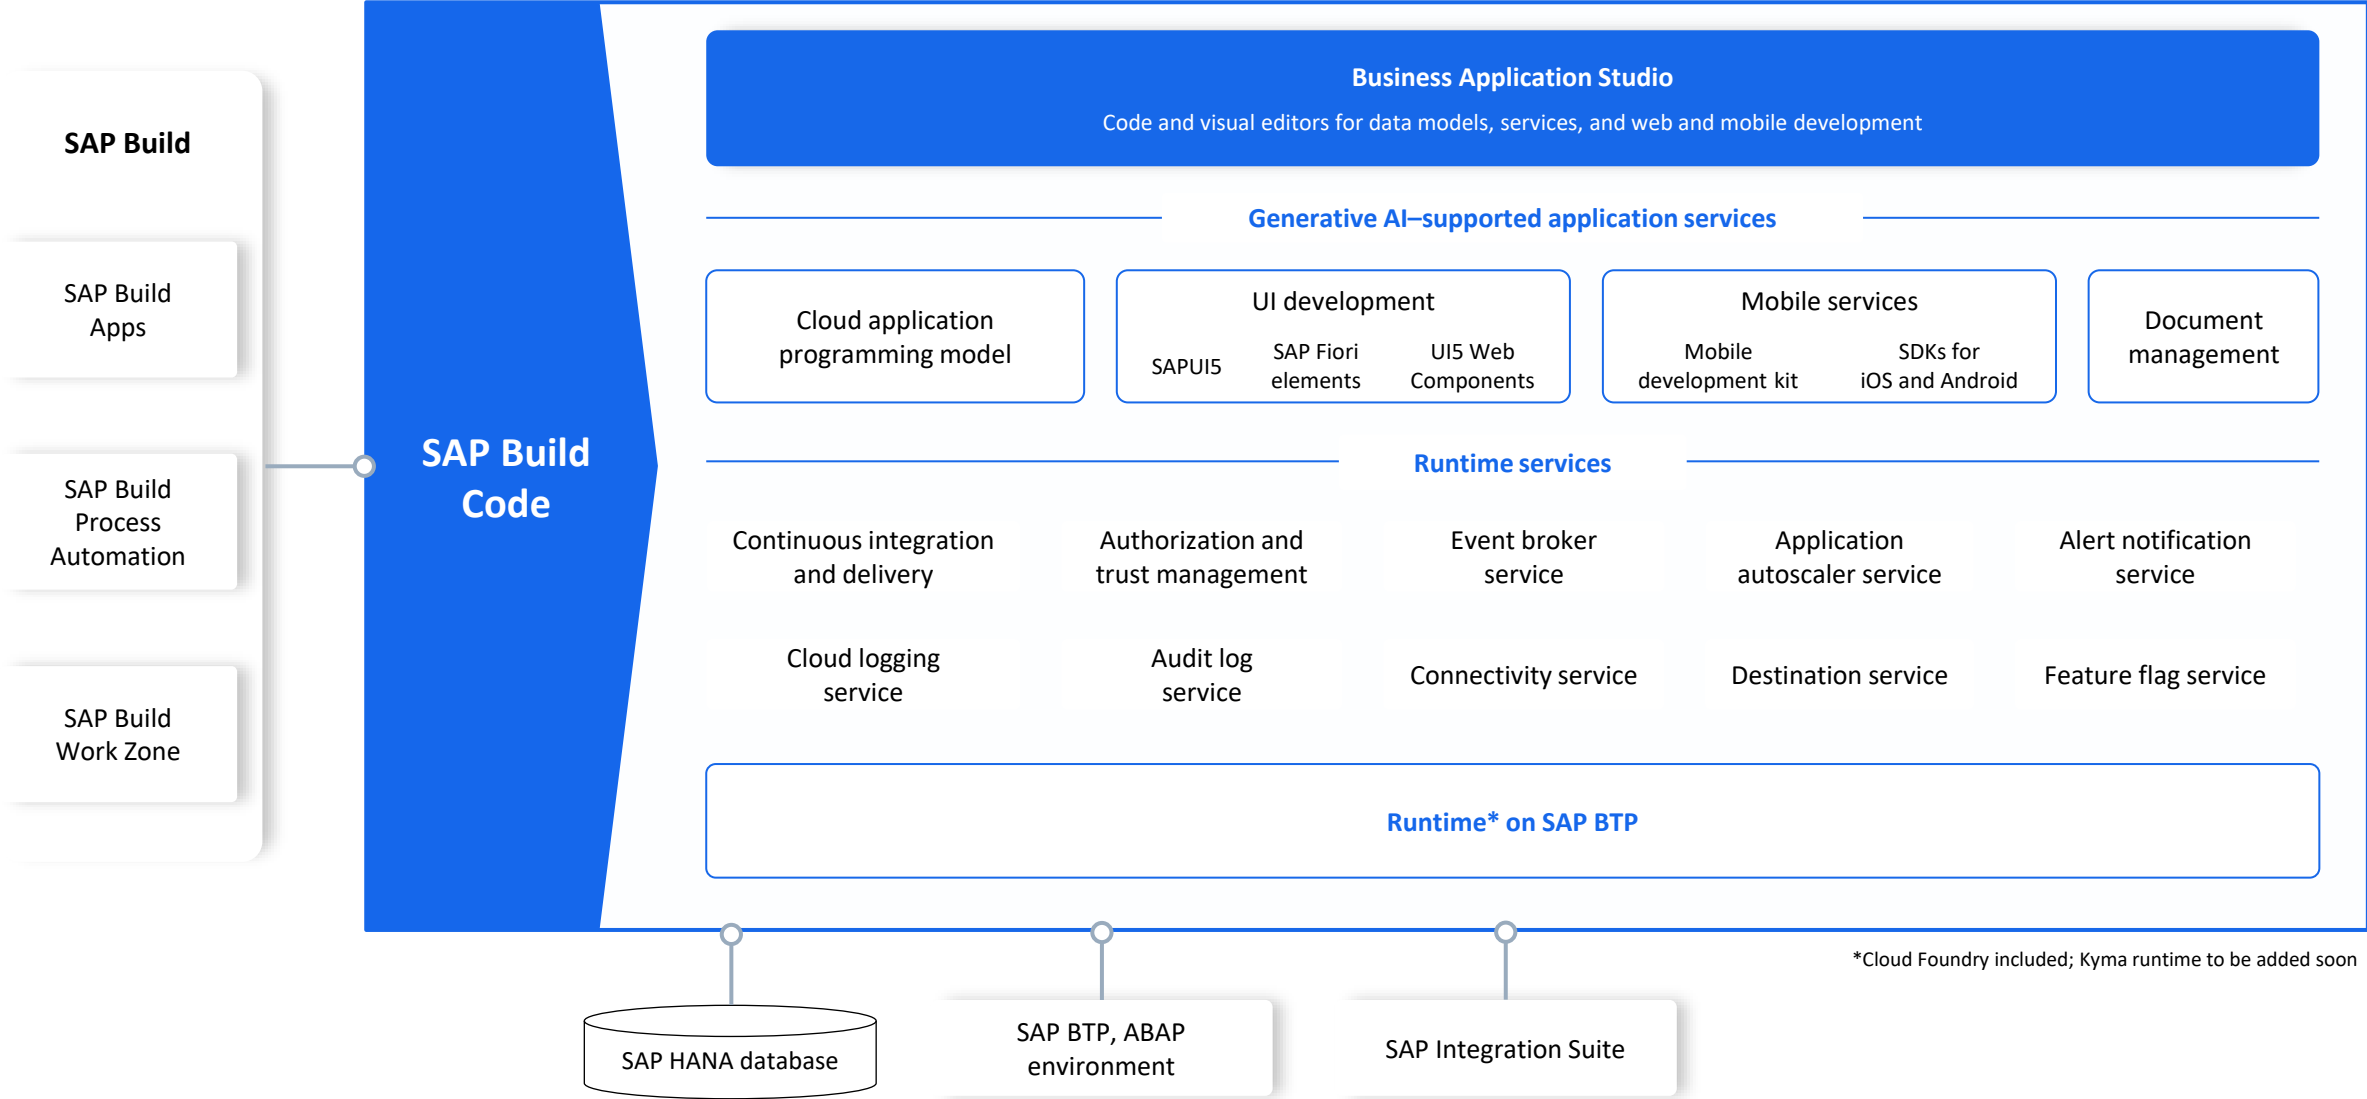 SAP Build
SAP Build
Apps
SAP Build
Process
Automation
SAP Build
Work Zone
SAP Build
Code
Business Application Studio
Code and visual editors for data models, services, and web and mobile development
Generative AI–supported application services
Cloud application
programming model
UI development
SAPUI5
SAP Fiori
elements
UI5 Web
Components
Mobile services
Mobile
development kit
SDKs for
iOS and Android
Document
management
Runtime services
Continuous integration
and delivery
Authorization and
trust management
Event broker
service
Application
autoscaler service
Alert notification
service
Cloud logging
service
Audit log
service
Connectivity service
Destination service
Feature flag service
Runtime* on SAP BTP
*Cloud Foundry included; Kyma runtime to be added soon
SAP HANA database
SAP BTP, ABAP
environment
SAP Integration Suite